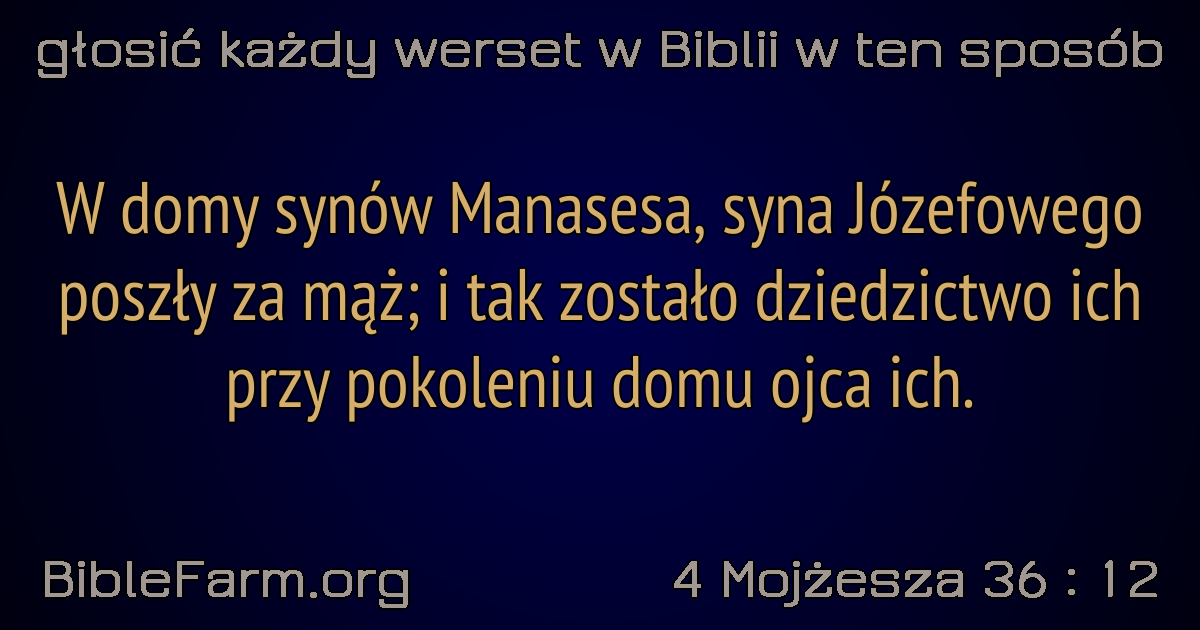 głosić każdy werset w Biblii w ten sposób
W domy synów Manasesa, syna Józefowego
poszły za mąż; i tak zostało dziedzictwo ich
przy pokoleniu domu ojca ich.
BibleFarm.org
4 Mojżesza 36 : 12